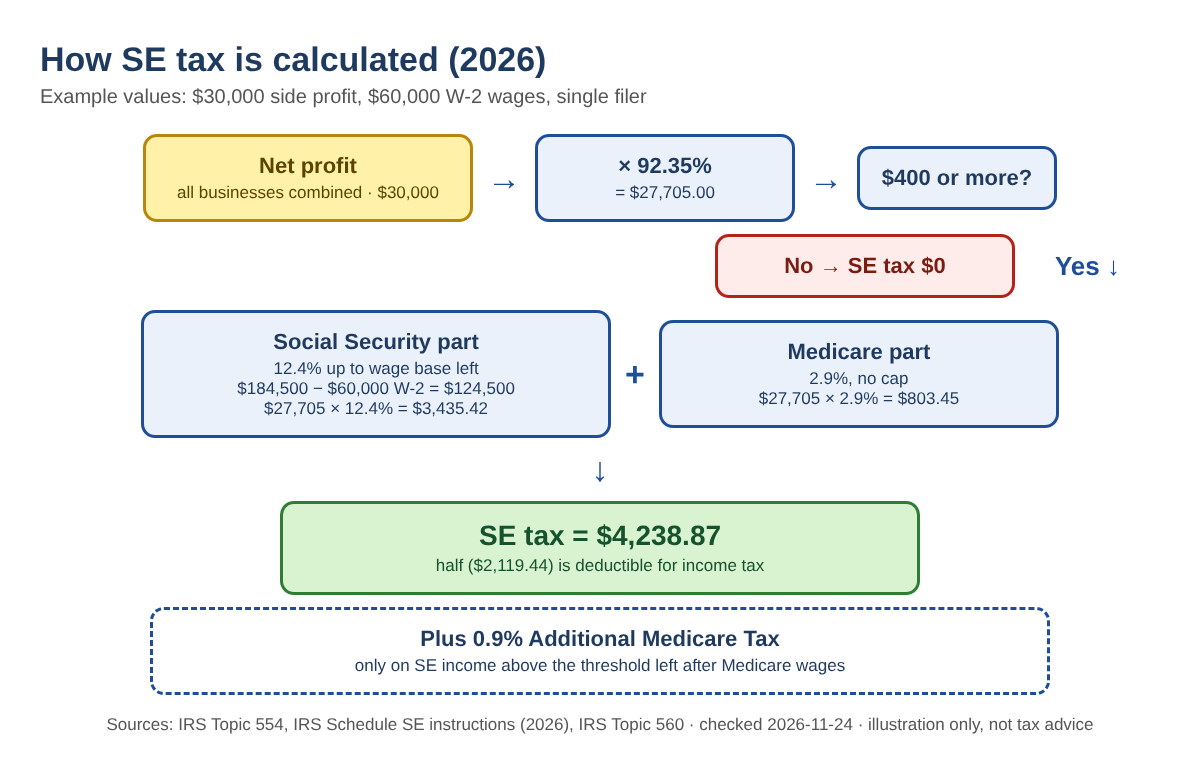 How SE tax is calculated (2026)
Example values: $30,000 side profit, $60,000 W-2 wages, single filer
Net profit
all businesses combined · $30,000
→
× 92.35%
= $27,705.00
→
$400 or more?
No → SE tax $0
Yes ↓
Social Security part
12.4% up to wage base left
$184,500 − $60,000 W-2 = $124,500
$27,705 × 12.4% = $3,435.42
+
Medicare part
2.9%, no cap
$27,705 × 2.9% = $803.45
↓
SE tax = $4,238.87
half ($2,119.44) is deductible for income tax
Plus 0.9% Additional Medicare Tax
only on SE income above the threshold left after Medicare wages
Sources: IRS Topic 554, IRS Schedule SE instructions (2026), IRS Topic 560 · checked 2026-11-24 · illustration only, not tax advice